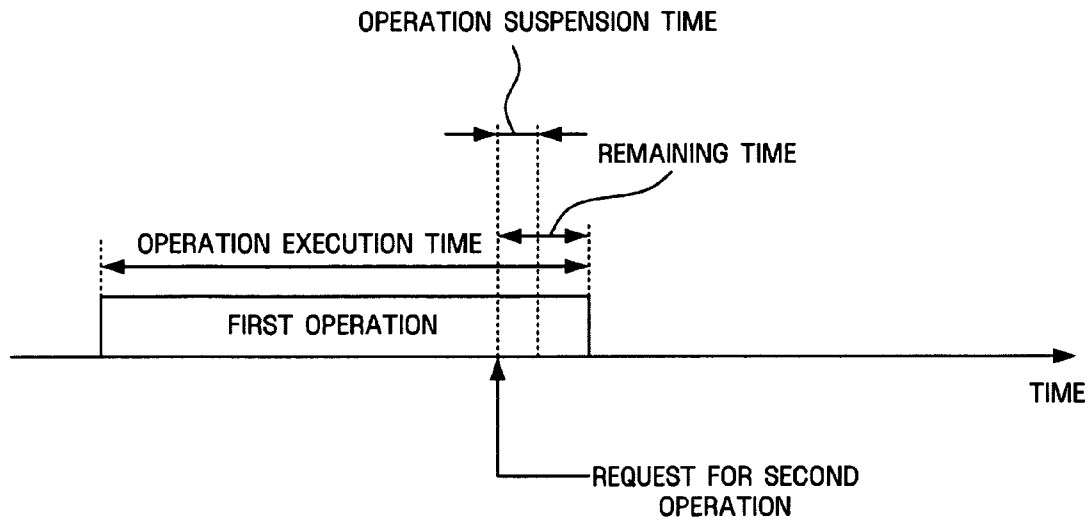 OPERATION SUSPENSION TIME
REMAINING TIME
OPERATION EXECUTION TIME
FIRST OPERATION
TIME
REQUEST FOR SECOND
OPERATION